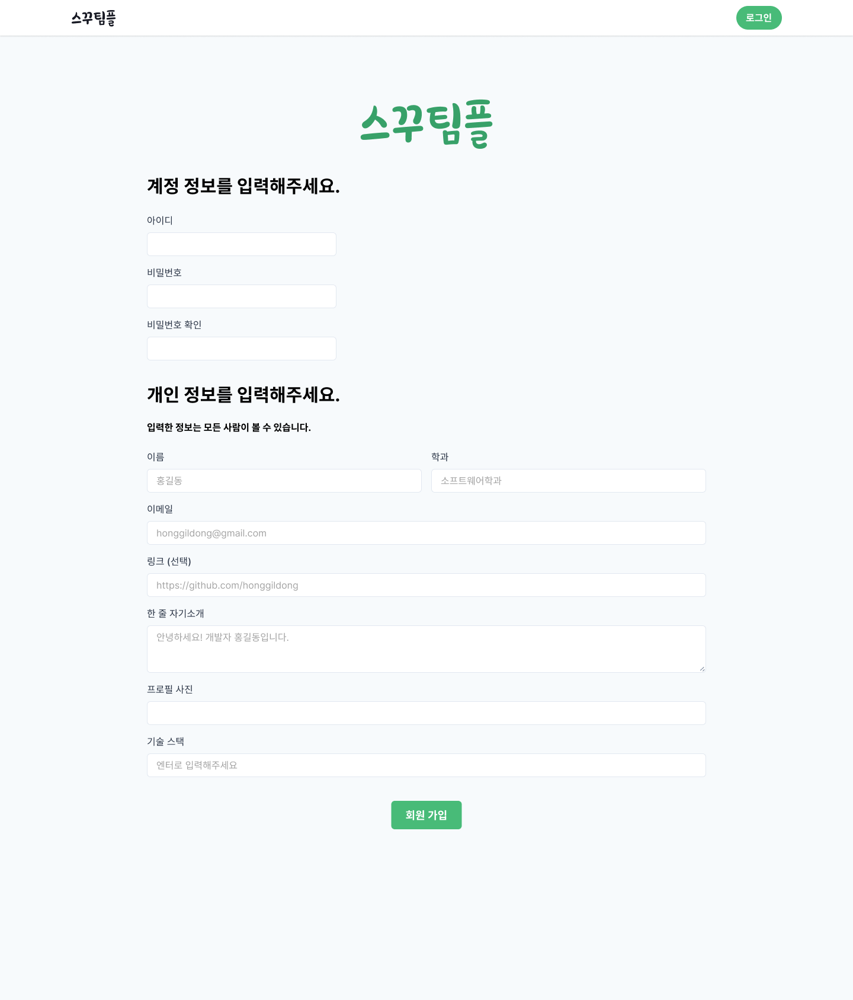 스꾸팀플
로그인
스꾸팀플
계정 정보를 입력해주세요.
아이디
비밀번호
비밀번호 확인
개인 정보를 입력해주세요.
입력한 정보는 모든 사람이 볼 수 있습니다.
이름
학과
홍길동
소프트웨어학과
이메일
honggildong@gmail.com
링크 (선택)
https://github.com/honggildong
한 줄 자기소개
안녕하세요! 개발자 홍길동입니다.
프로필 사진
기술 스택
엔터로 입력해주세요
회원 가입